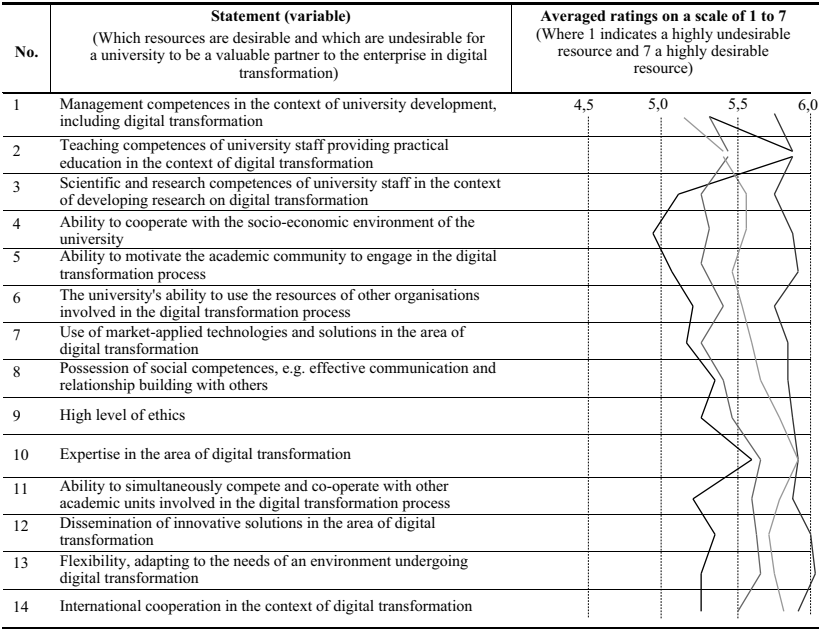 No.
Statement (variable)
(Which resources are desirable and which are undesirable for
a university to be a valuable partner to the enterprise in digital
transformation)
Averaged ratings on a scale of 1 to 7
(Where 1 indicates a highly undesirable
resource and 7 a highly desirable
resource)
4,5 5,0 5,5 6,0
1 Management competences in the context of university development,
including digital transformation
2 Teaching competences of university staff providing practical
education in the context of digital transformation
3 Scientific and research competences of university staff in the context
of developing research on digital transformation
4 Ability to cooperate with the socio-economic environment of the
university
5 Ability to motivate the academic community to engage in the digital
transformation process
6 The university's ability to use the resources of other organisations
involved in the digital transformation process
7 Use of market-applied technologies and solutions in the area of
digital transformation
8 Possession of social competences, e.g. effective communication and
relationship building with others
9 High level of ethics
10 Expertise in the area of digital transformation
11 Ability to simultaneously compete and co-operate with other
academic units involved in the digital transformation process
12 Dissemination of innovative solutions in the area of digital
transformation
13 Flexibility, adapting to the needs of an environment undergoing
digital transformation
14 International cooperation in the context of digital transformation